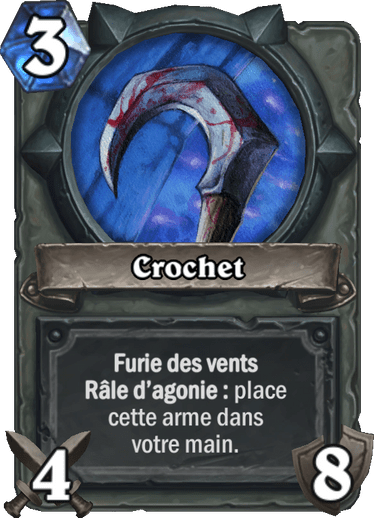 3
Crochet
Furie des vents
Râle d’agonie : place
cette arme dans
votre main.
4
8